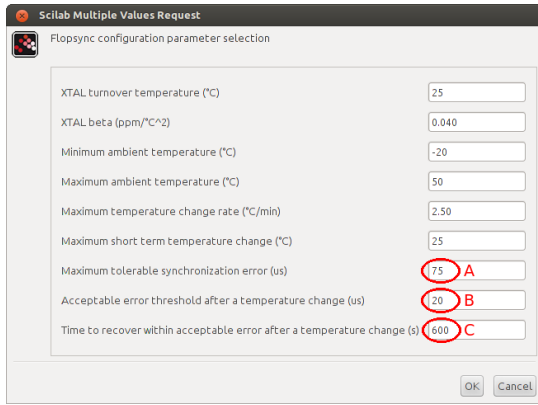 Scilab Multiple Values Request
Flopsync configuration parameter selection
XTAL turnover temperature (°C) 25
XTAL beta (ppm/°C^2) 0.040
Minimum ambient temperature (°C) -20
Maximum ambient temperature (°C) 50
Maximum temperature change rate (°C/min) 2.50
Maximum short term temperature change (°C) 25
Maximum tolerable synchronization error (us) 75 A
Acceptable error threshold after a temperature change (us) 20 B
Time to recover within acceptable error after a temperature change (s) 600 C
OK Cancel